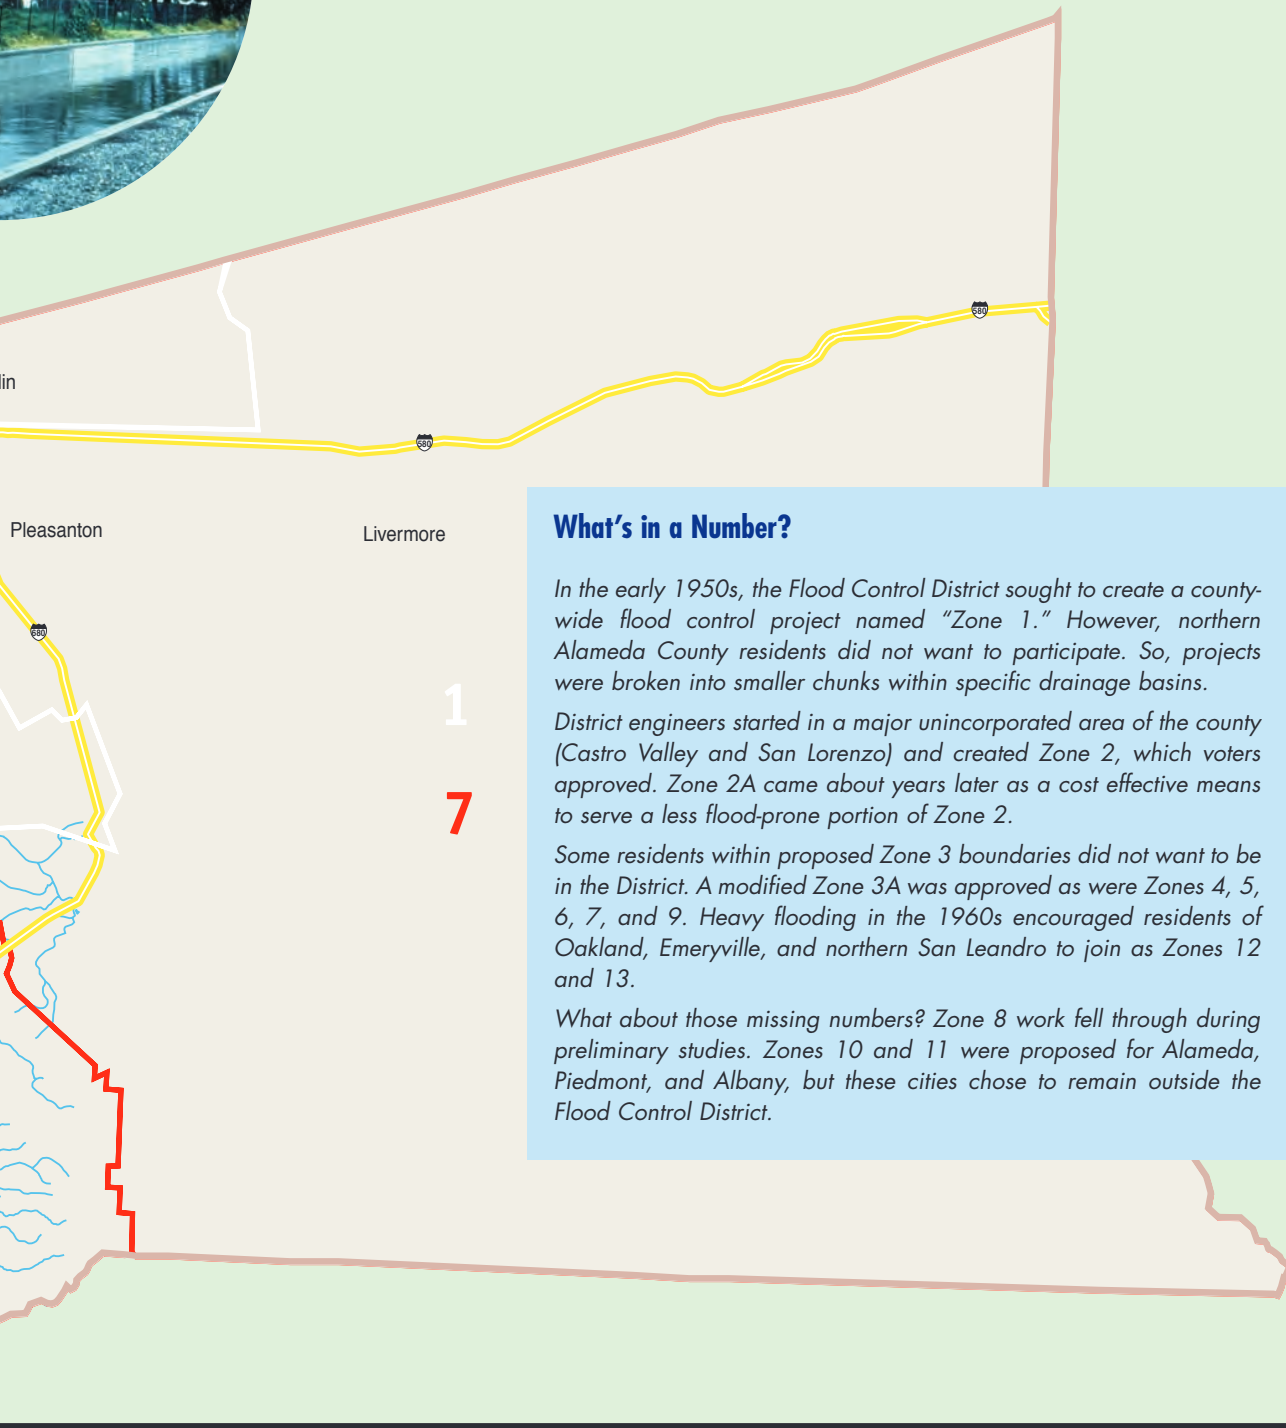 580
lin
580
Pleasanton
Livermore
680
1
7
What's in a Number?
In the early 1950s, the Flood Control District sought to create a county-
wide flood control project named “Zone 1.” However, northern
Alameda County residents did not want to participate. So, projects
were broken into smaller chunks within specific drainage basins.
District engineers started in a major unincorporated area of the county
(Castro Valley and San Lorenzo) and created Zone 2, which voters
approved. Zone 2A came about years later as a cost effective means
to serve a less flood-prone portion of Zone 2.
Some residents within proposed Zone 3 boundaries did not want to be
in the District. A modified Zone 3A was approved as were Zones 4, 5,
6, 7, and 9. Heavy flooding in the 1960s encouraged residents of
Oakland, Emeryville, and northern San Leandro to join as Zones 12
and 13.
What about those missing numbers? Zone 8 work fell through during
preliminary studies. Zones 10 and 11 were proposed for Alameda,
Piedmont, and Albany, but these cities chose to remain outside the
Flood Control District.